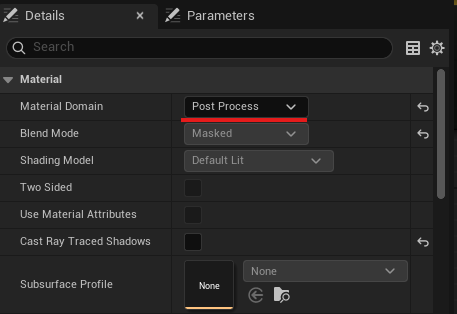 Details
Parameters
Search
Material
Material Domain
Post Process
Blend Mode
Masked
Shading Model
Default Lit
Two Sided
Use Material Attributes
Cast Ray Traced Shadows
Subsurface Profile
None
None